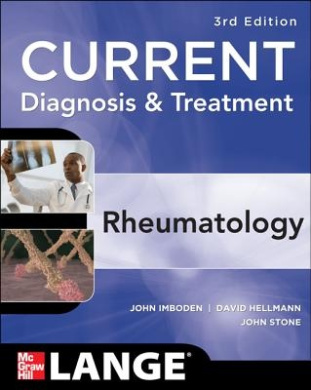 3rd Edition
CURRENT
Diagnosis & Treatment
Rheumatology
JOHN IMBODEN | DAVID HELLMANN
JOHN STONE
Mc
Graw
Hill
LANGE®